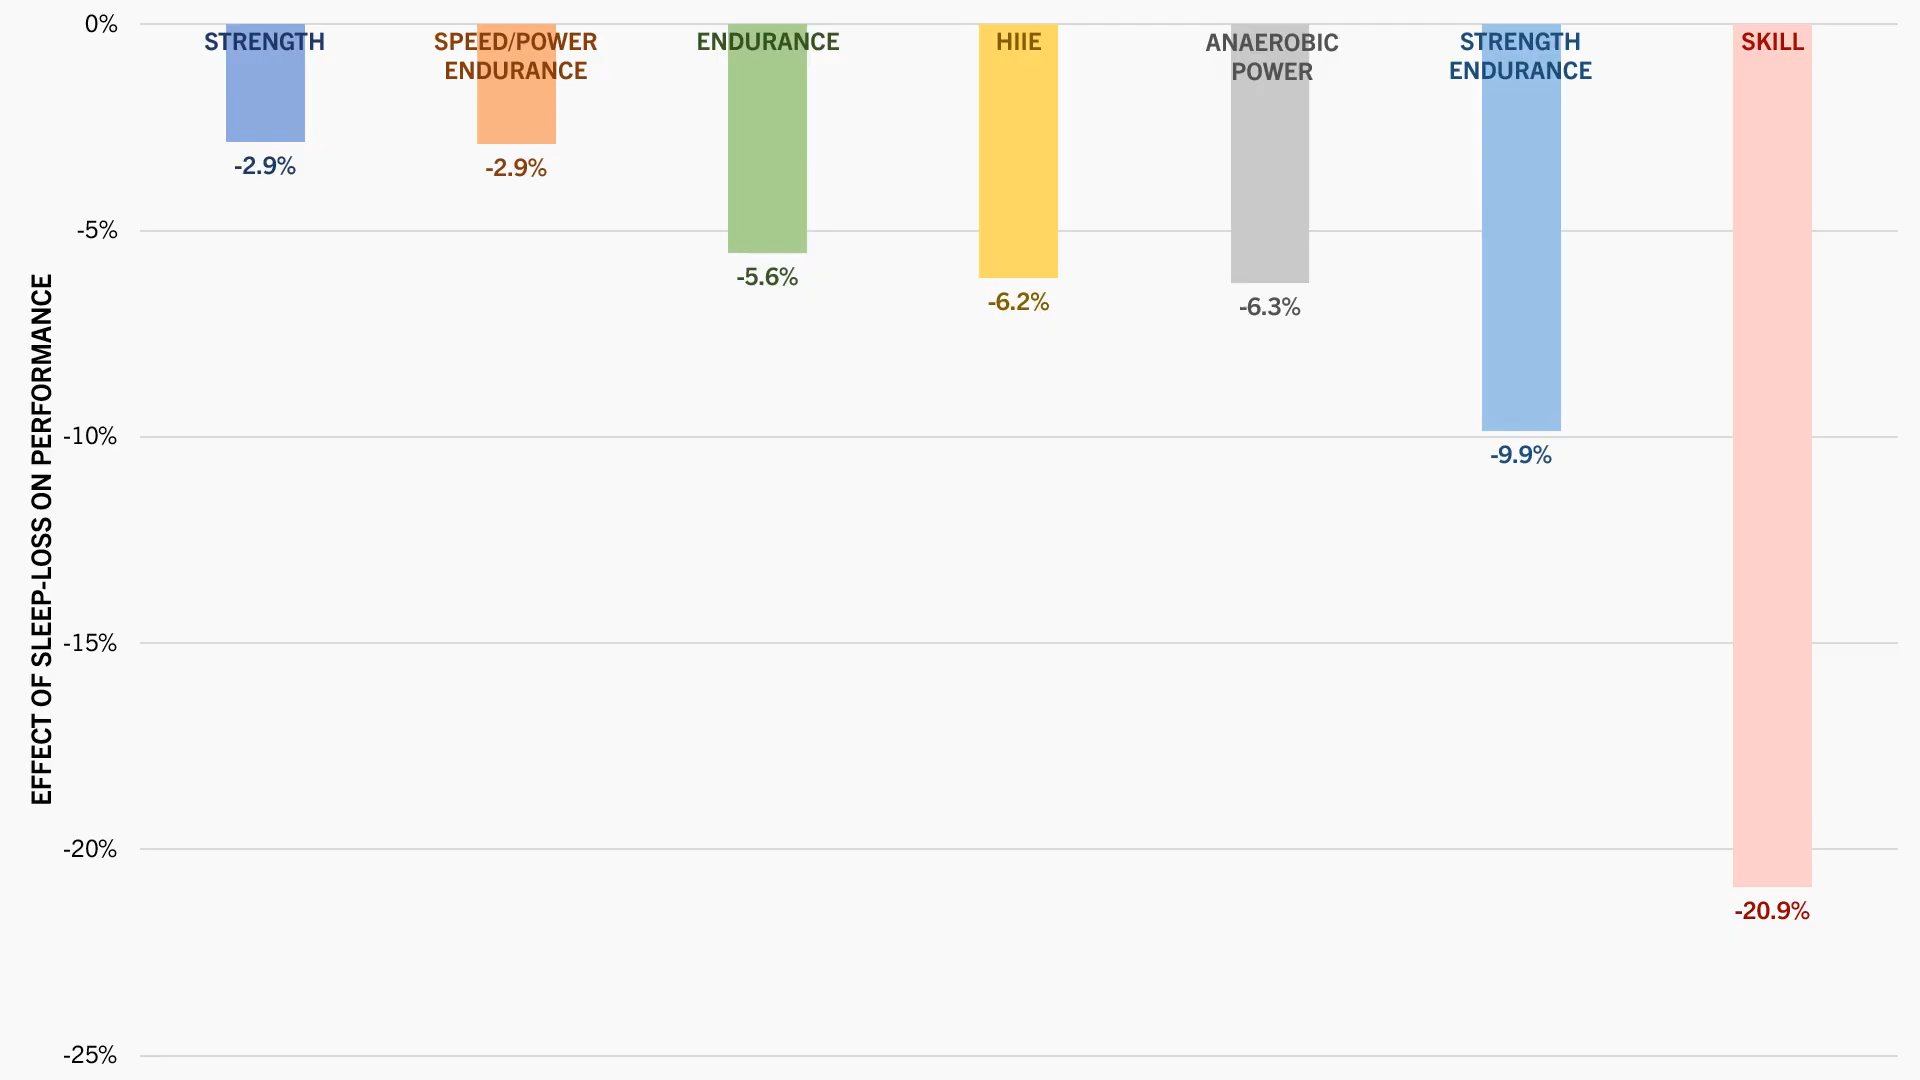 EFFECT OF SLEEP-LOSS ON PERFORMANCE
0%
-5%
-10%
-15%
-20%
-25%
STRENGTH
-2.9%
SPEED/POWER
ENDURANCE
-2.9%
ENDURANCE
-5.6%
HIIE
-6.2%
ANAEROBIC
POWER
-6.3%
STRENGTH
ENDURANCE
-9.9%
SKILL
-20.9%